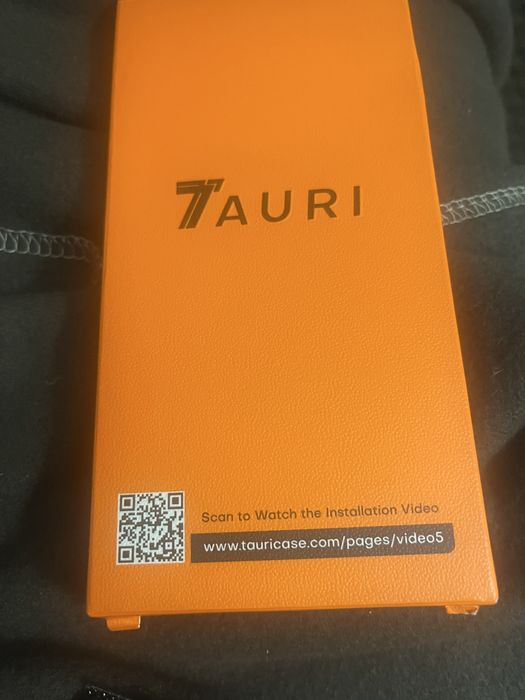 TAURI
Scan to Watch the Installation Video
www.tauricase.com/pages/video5